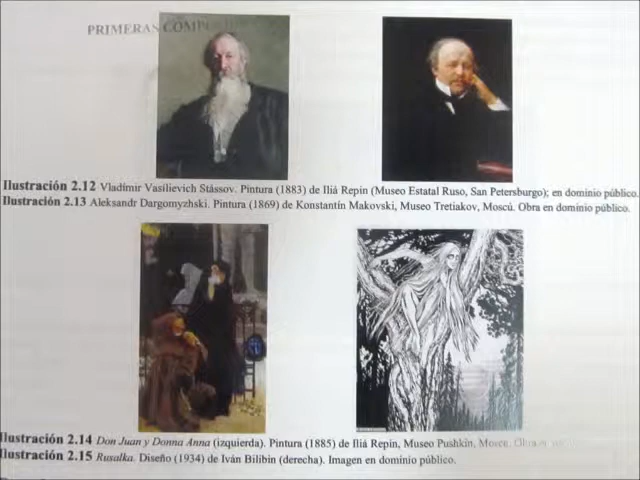 PRIMERAS
Ilustración 2.12 Vladímir Vasílievich Stássov. Pintura (1883) de Iliá Repin (Museo Estatal Ruso, San Petersburgo); en dominio público.
Ilustración 2.13 Aleksandr Dargomyzhski. Pintura (1869) de Konstantín Makovski, Museo Tretiakov, Moscú. Obra en dominio público.
Ilustración 2.14 Don Juan y Donna Anna (izquierda). Pintura (1885) de Iliá Repin, Museo Pushkin,
Ilustración 2.15 Rusalka. Diseño (1934) de Iván Bilibin (derecha). Imagen en dominio público.